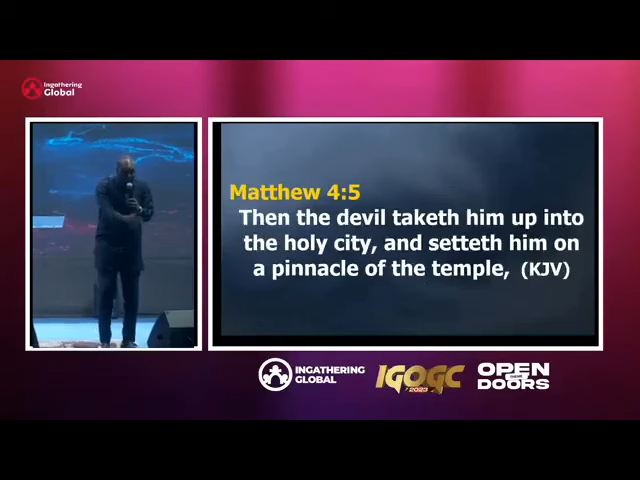 Ingathering
Global
Matthew 4:5
Then the devil taketh him up into
the holy city, and setteth him on
a pinnacle of the temple, (KJV)
INGATHERING
GLOBAL
IGOGC
2023
OPEN
DOORS